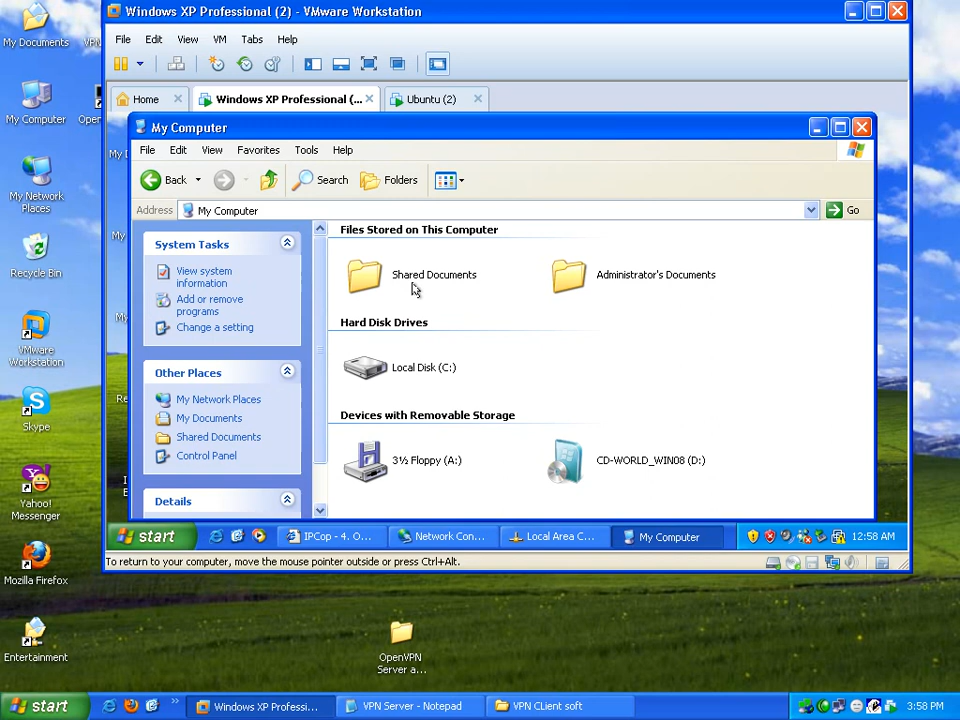 Windows XP Professional (2) - VMware Workstation
File Edit View VM Tabs Help
Home Windows XP Professional (... Ubuntu (2)
My Computer
File Edit View Favorites Tools Help
Back Search Folders
Address My Computer Go
System Tasks
View system
information
Add or remove
programs
Change a setting
Other Places
My Network Places
My Documents
Shared Documents
Control Panel
Details
Files Stored on This Computer
Shared Documents Administrator's Documents
Hard Disk Drives
Local Disk (C:)
Devices with Removable Storage
3½ Floppy (A:) CD-WORLD_WIN08 (D:)
start IPCop - 4. O... Network Con... Local Area C... My Computer 12:58 AM
To return to your computer, move the mouse pointer outside or press Ctrl+Alt.
My Documents
My Computer
My Network
Places
Recycle Bin
VMware
Workstation
Skype
Yahoo!
Messenger
Mozilla Firefox
Entertainment
OpenVPN
Server a...
start Windows XP Professi... VPN Server - Notepad VPN CLient soft 3:58 PM